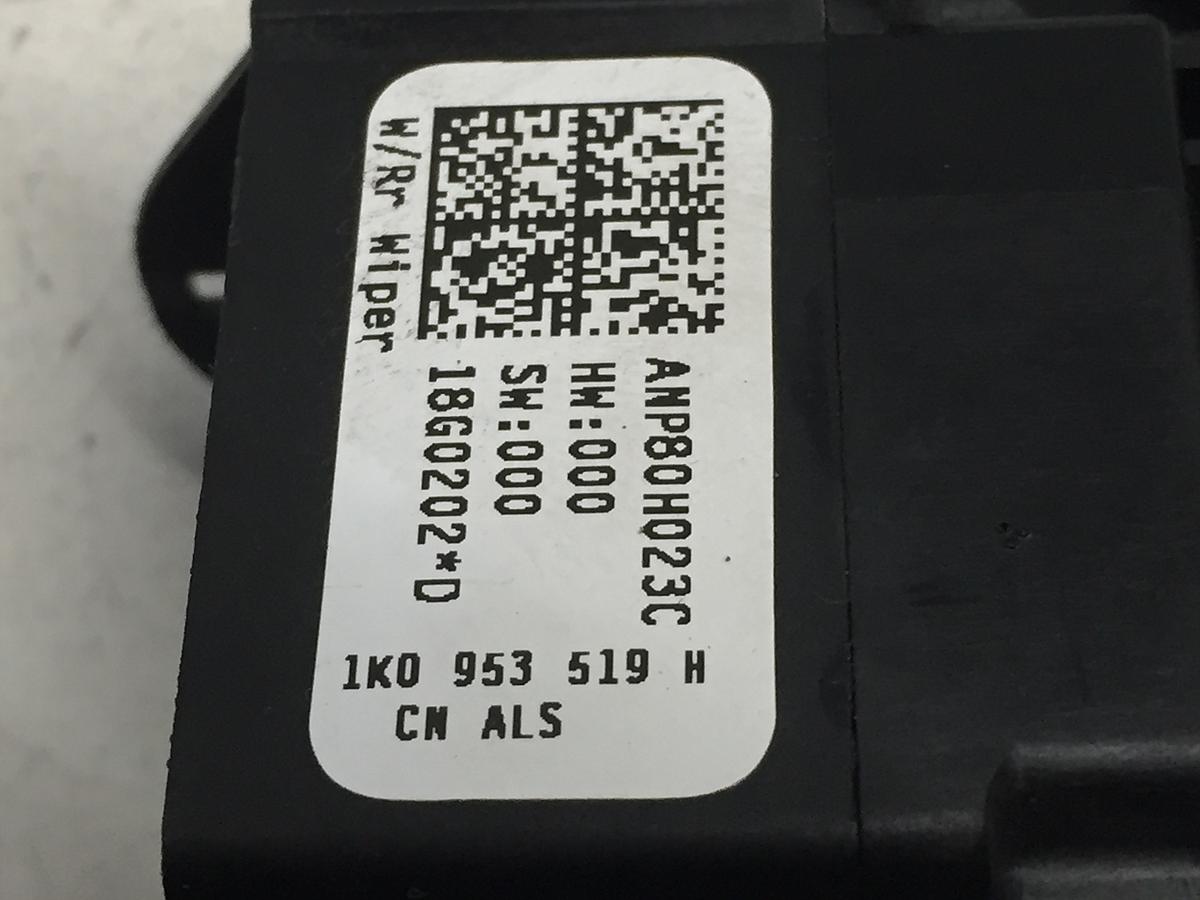 ANP80H023C
HW:000
SW:000
18G0202*D
W/Rr Wiper
1K0 953 519 H
CN ALS